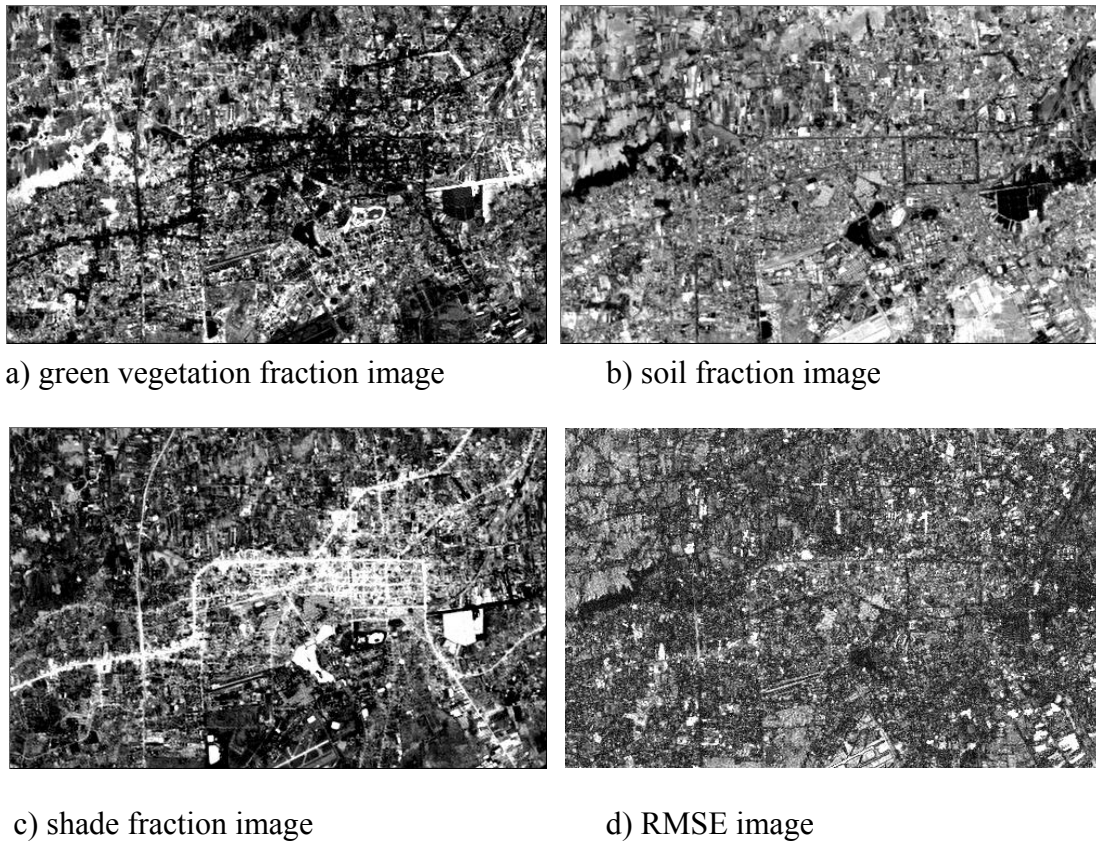 a) green vegetation fraction image
b) soil fraction image
c) shade fraction image
d) RMSE image